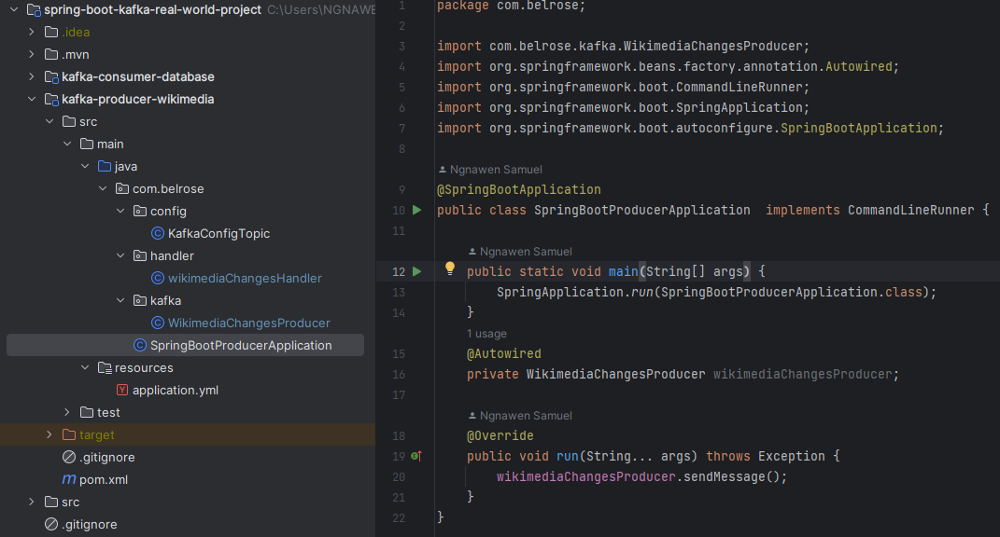 spring-boot-kafka-real-world-project C:\Users\NGNAWE
.idea
.mvn
kafka-consumer-database
kafka-producer-wikimedia
src
main
java
com.belrose
config
KafkaConfigTopic
handler
wikimediaChangesHandler
kafka
WikimediaChangesProducer
SpringBootProducerApplication
resources
application.yml
test
target
.gitignore
pom.xml
src
.gitignore
1 package com.belrose;
2
3 import com.belrose.kafka.WikimediaChangesProducer;
4 import org.springframework.beans.factory.annotation.Autowired;
5 import org.springframework.boot.CommandLineRunner;
6 import org.springframework.boot.SpringApplication;
7 import org.springframework.boot.autoconfigure.SpringBootApplication;
8
Ngnawen Samuel
9 @SpringBootApplication
10 public class SpringBootProducerApplication  implements CommandLineRunner {
11
Ngnawen Samuel
12 public static void main(String[] args) {
13 SpringApplication.run(SpringBootProducerApplication.class);
14 }
1 usage
15 @Autowired
16 private WikimediaChangesProducer wikimediaChangesProducer;
17
Ngnawen Samuel
18 @Override
19 public void run(String... args) throws Exception {
20 wikimediaChangesProducer.sendMessage();
21 }
22 }